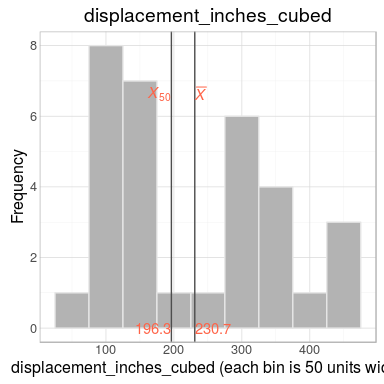 displacement_inches_cubed
Frequency
8
6
4
2
0
X50 X̅
196.3 230.7
100 200 300 400
displacement_inches_cubed (each bin is 50 units wid